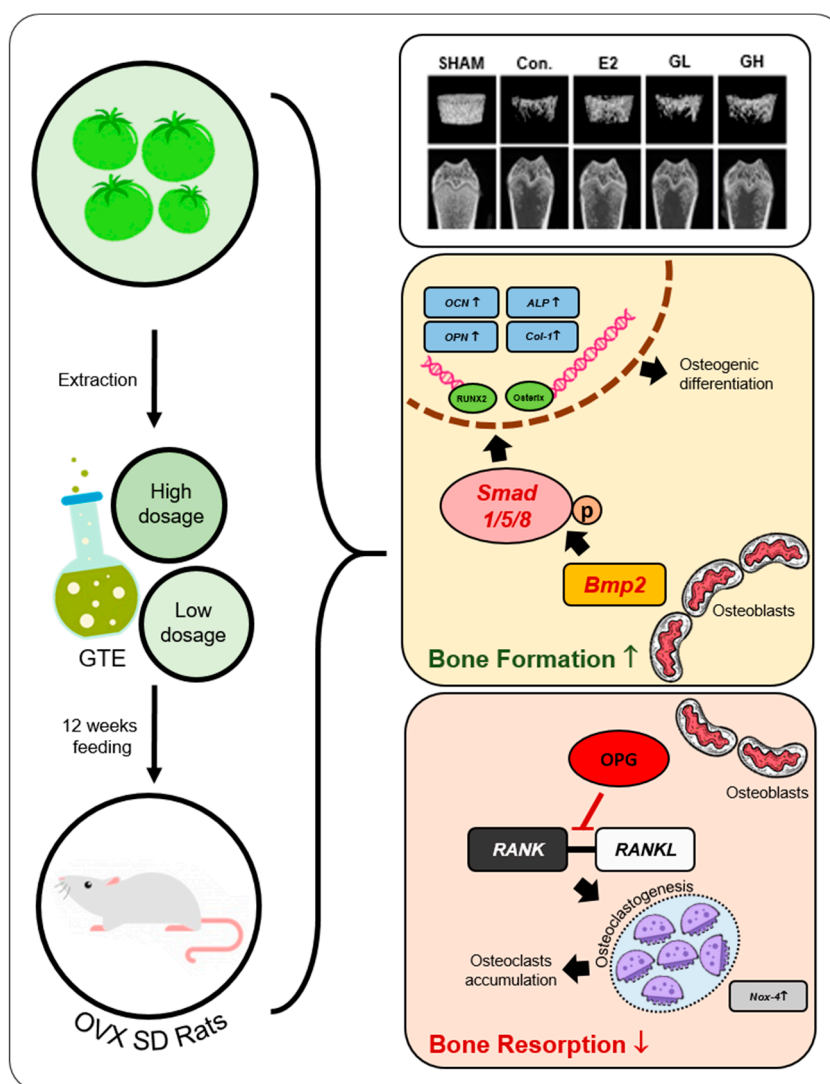 SHAM Con. E2 GL GH
Extraction
High
dosage
Low
dosage
GTE
12 weeks
feeding
OVX SD Rats
OCN ↑ ALP ↑
OPN ↑ Col-1↑
RUNX2 Osterix
Osteogenic
differentiation
Smad
1/5/8
p
Bmp2
Osteoblasts
Bone Formation ↑
OPG
Osteoblasts
RANK RANKL
Osteoclastogenesis
Osteoclasts
accumulation
Nox-4↑
Bone Resorption ↓